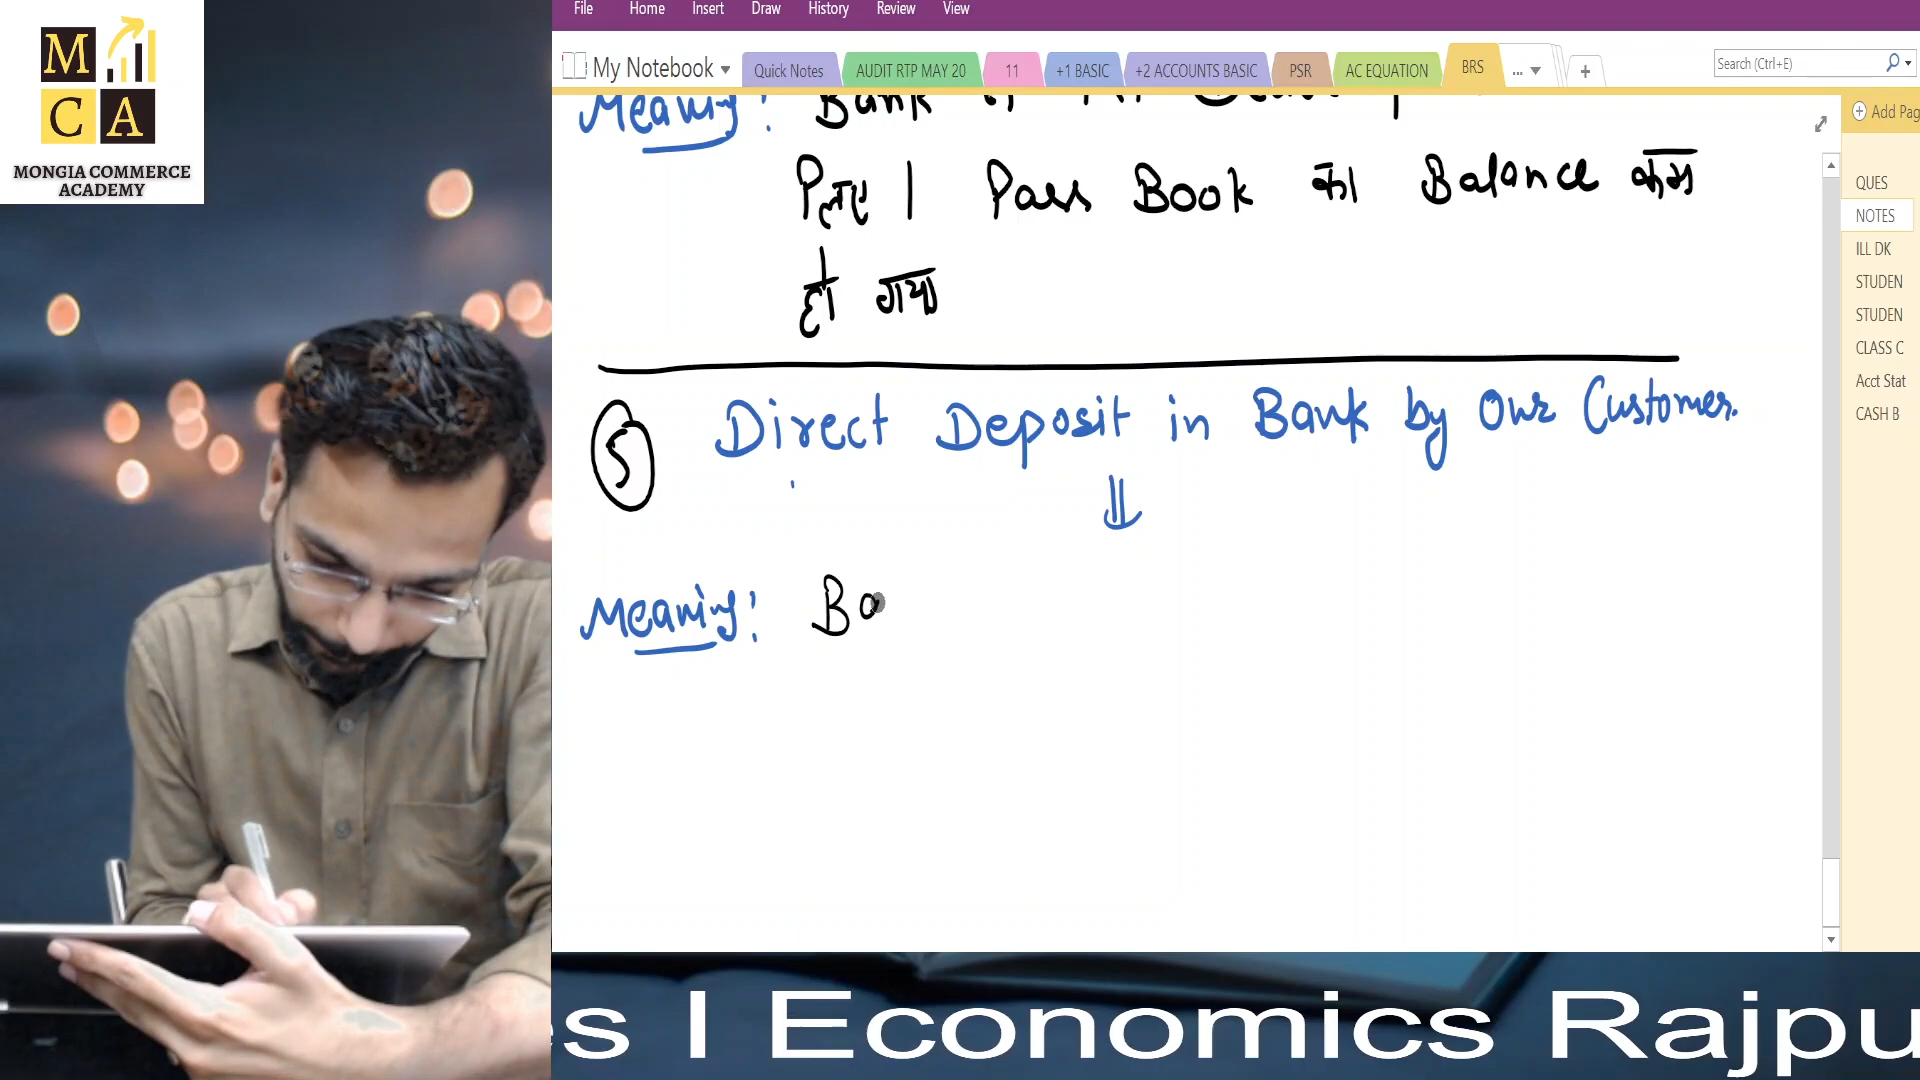 M
C A
MONGIA COMMERCE
ACADEMY
File Home Insert Draw History Review View
My Notebook Quick Notes AUDIT RTP MAY 20 11 +1 BASIC +2 ACCOUNTS BASIC PSR AC EQUATION BRS ... +
Search (Ctrl+E)
Add Pag
QUES
NOTES
ILL DK
STUDEN
STUDEN
CLASS C
Acct Stat
CASH B
Meaning: Bank
लिए । Pass Book का Balance कम
हो गया
5 Direct Deposit in Bank by Our Customer.
Meaning: Ba
es I Economics Rajpu